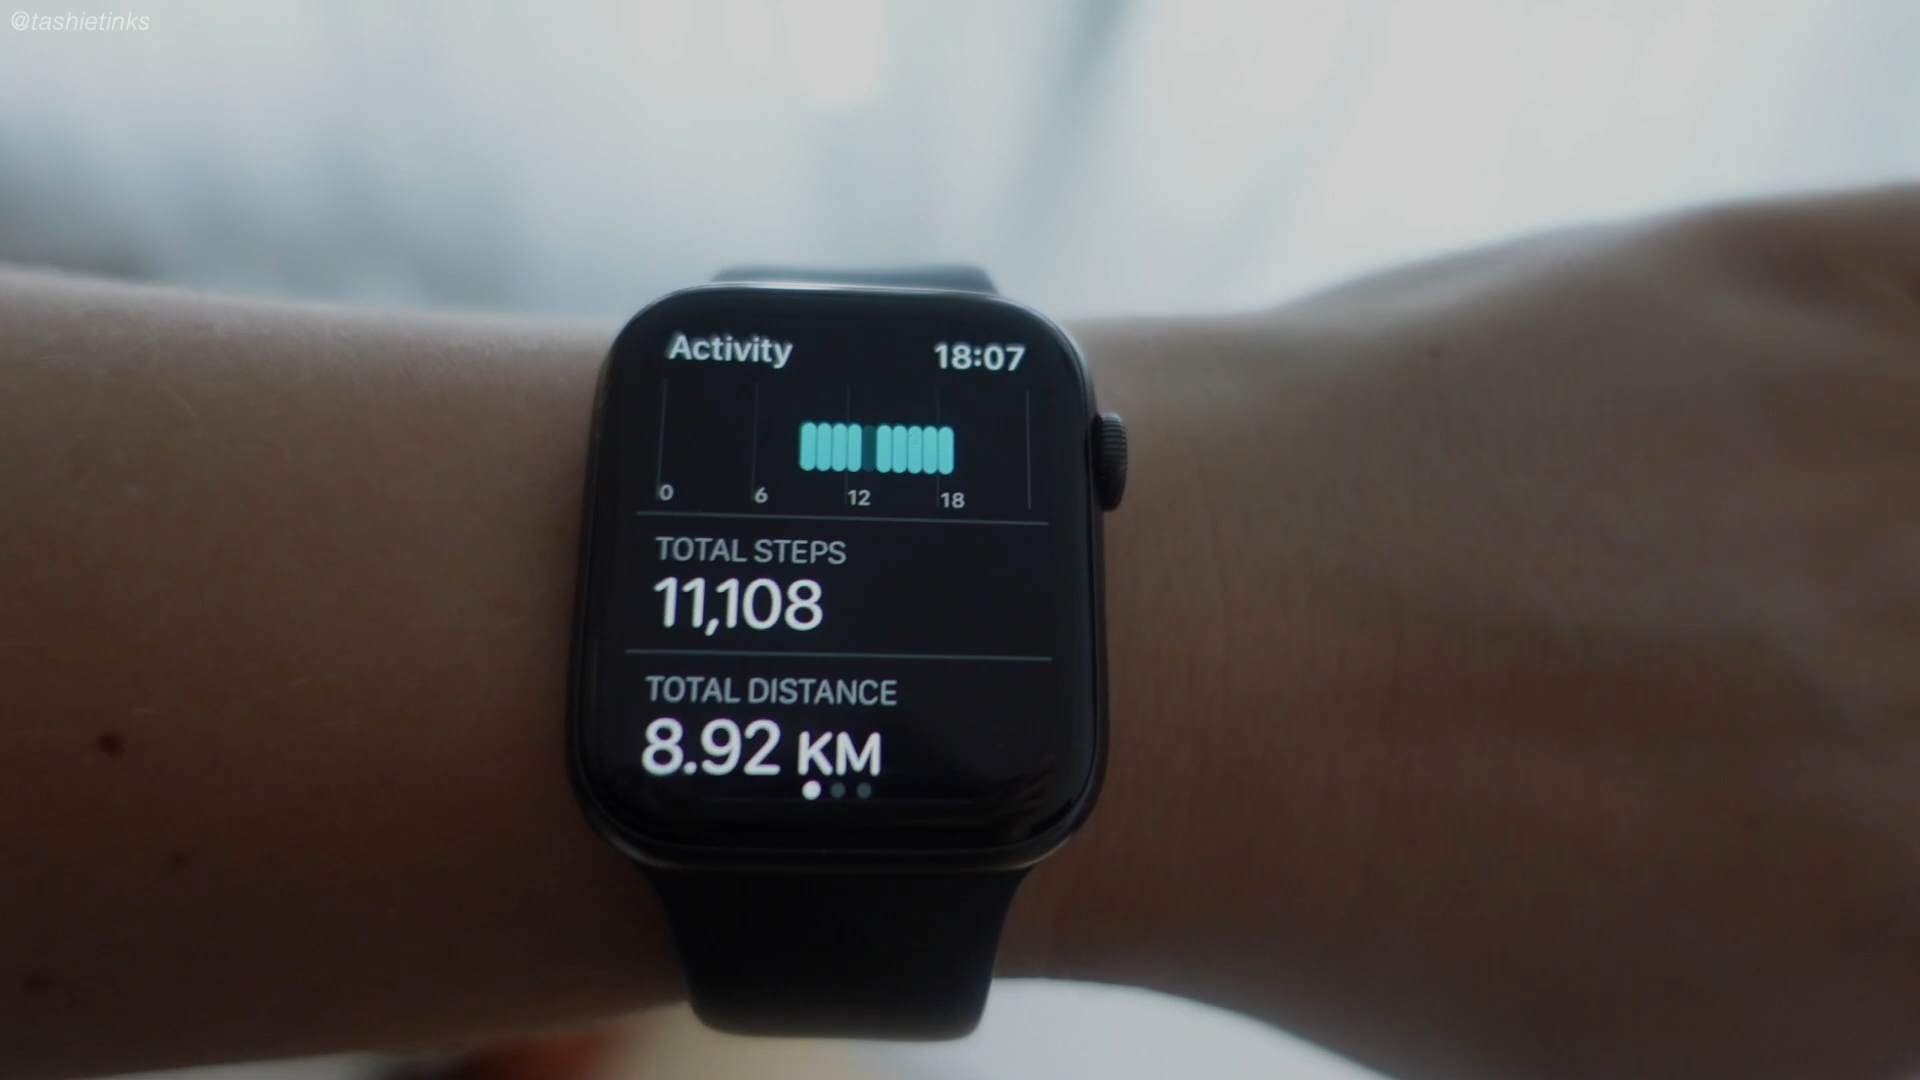 @tashietinks
Activity 18:07
0 6 12 18
TOTAL STEPS
11,108
TOTAL DISTANCE
8.92 KM